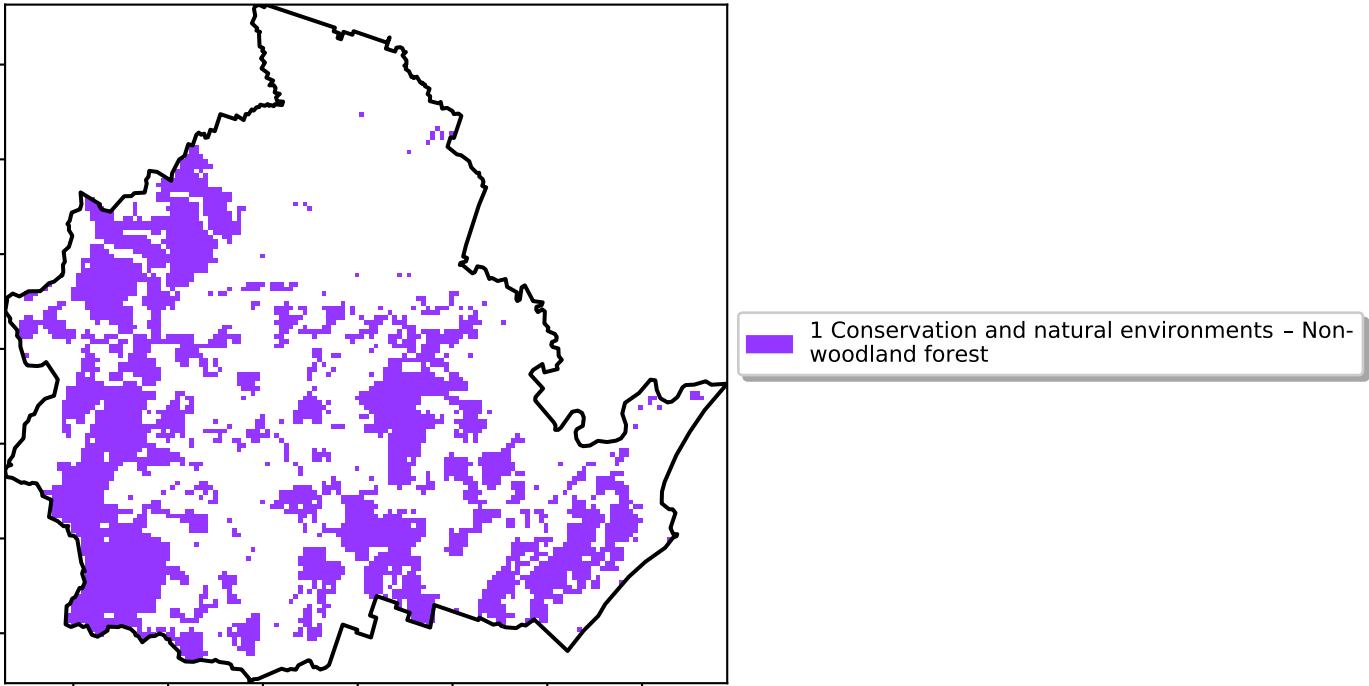 1 Conservation and natural environments – Non-
woodland forest